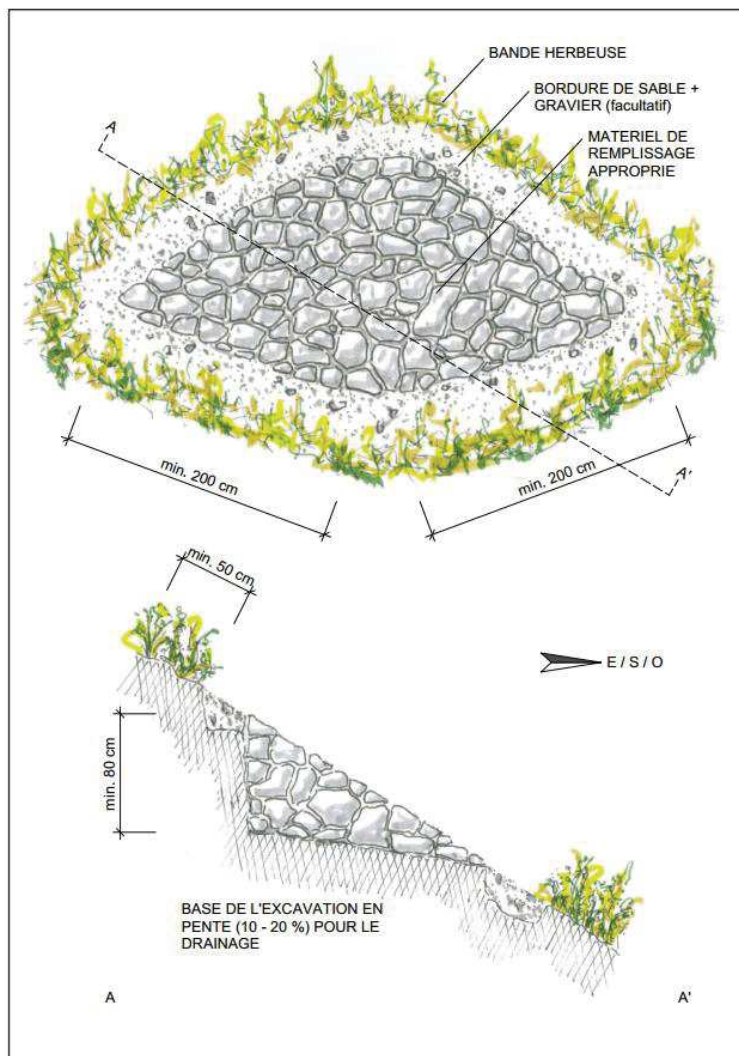 BANDE HERBEUSE
BORDURE DE SABLE +
GRAVIER (facultatif)
MATERIEL DE
REMPLISSAGE
APPROPRIE
A
A'
min. 200 cm
min. 200 cm
min. 50 cm
E / S / O
min. 80 cm
BASE DE L'EXCAVATION EN
PENTE (10 - 20 %) POUR LE
DRAINAGE
A
A'